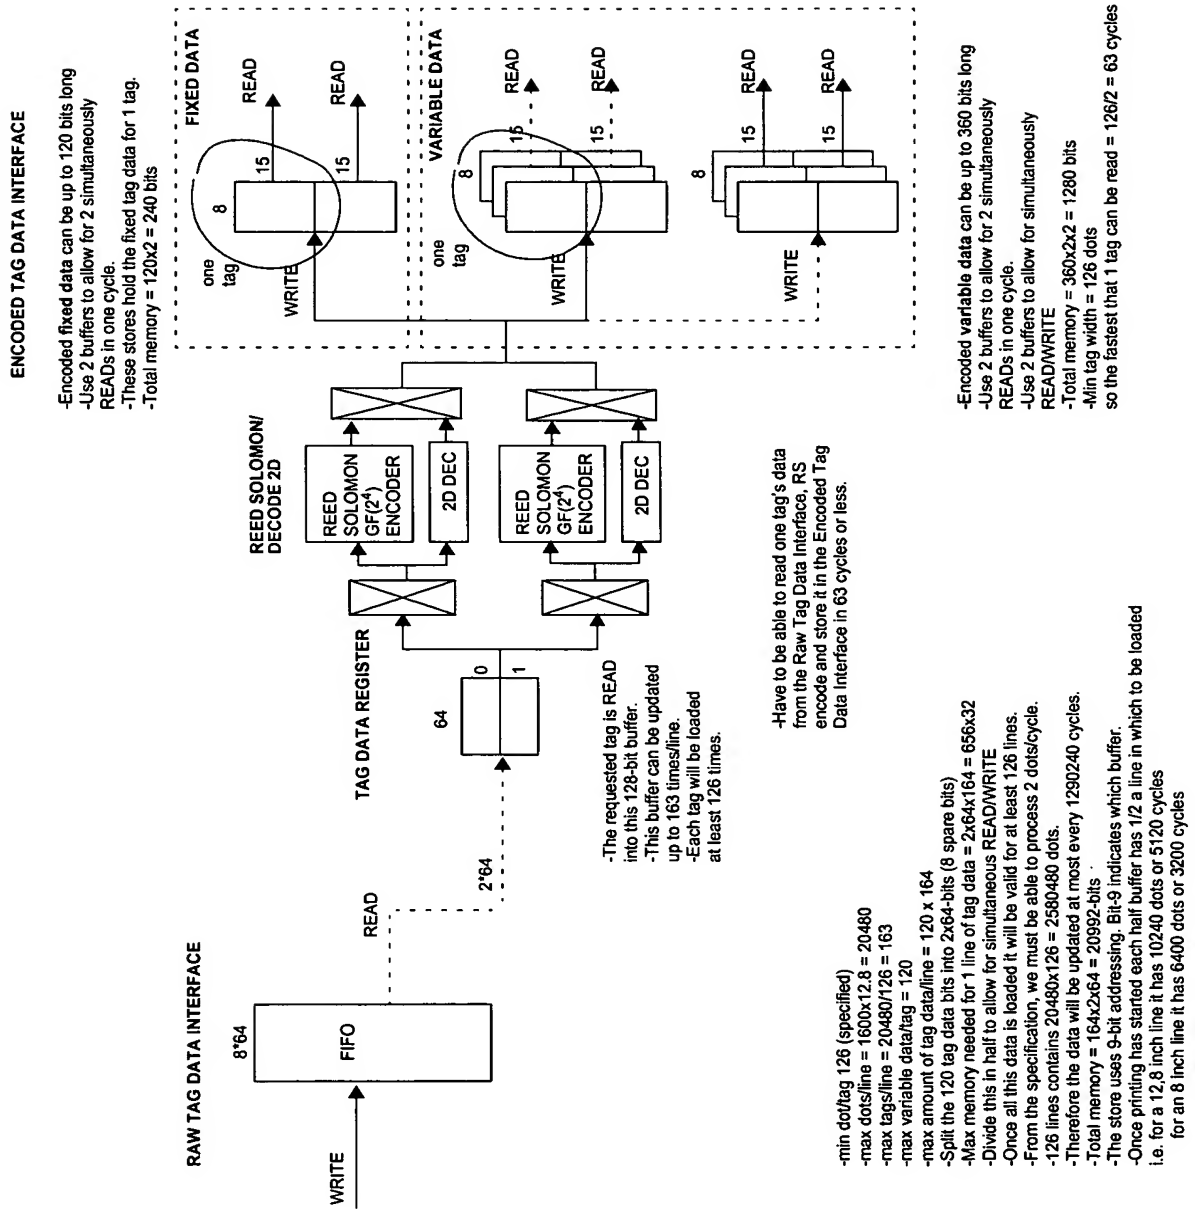 RAW TAG DATA INTERFACE
8*64
WRITE
FIFO
READ
2*64
-min dot/tag 126 (specified)
-max dots/line = 1600x12.8 = 20480
-max tags/line = 20480/126 = 163
-max variable data/tag = 120
-max amount of tag data/line = 120 x 164
-Split the 120 tag data bits into 2x64-bits (8 spare bits)
-Max memory needed for 1 line of tag data = 2x64x164 = 656x32
-Divide this in half to allow for simultaneous READ/WRITE
-Once all this data is loaded it will be valid for at least 126 lines.
-From the specification, we must be able to process 2 dots/cycle.
-126 lines contains 20480x126 = 2580480 dots.
-Therefore the data will be updated at most every 1290240 cycles.
-Total memory = 164x2x64 = 20992-bits
-The store uses 9-bit addressing. Bit-9 indicates which buffer.
-Once printing has started each half buffer has 1/2 a line in which to be loaded
i.e. for a 12.8 inch line it has 10240 dots or 5120 cycles
for an 8 inch line it has 6400 dots or 3200 cycles
TAG DATA REGISTER
64
0
1
-The requested tag is READ
into this 128-bit buffer.
-This buffer can be updated
up to 163 times/line.
-Each tag will be loaded
at least 126 times.
REED SOLOMON/
DECODE 2D
REED
SOLOMON
GF(2⁴)
ENCODER
2D DEC
REED
SOLOMON
GF(2⁴)
ENCODER
2D DEC
-Have to be able to read one tag's data
from the Raw Tag Data Interface, RS
encode and store it in the Encoded Tag
Data Interface in 63 cycles or less.
ENCODED TAG DATA INTERFACE
-Encoded fixed data can be up to 120 bits long
-Use 2 buffers to allow for 2 simultaneously
READs in one cycle.
-These stores hold the fixed tag data for 1 tag.
-Total memory = 120x2 = 240 bits
FIXED DATA
one
tag
8
15
READ
15
READ
WRITE
VARIABLE DATA
one
tag
8
15
READ
15
READ
WRITE
8
15
READ
15
READ
WRITE
-Encoded variable data can be up to 360 bits long
-Use 2 buffers to allow for 2 simultaneously
READs in one cycle.
-Use 2 buffers to allow for simultaneously
READ/WRITE
-Total memory = 360x2x2 = 1280 bits
-Min tag width = 126 dots
so the fastest that 1 tag can be read = 126/2 = 63 cycles